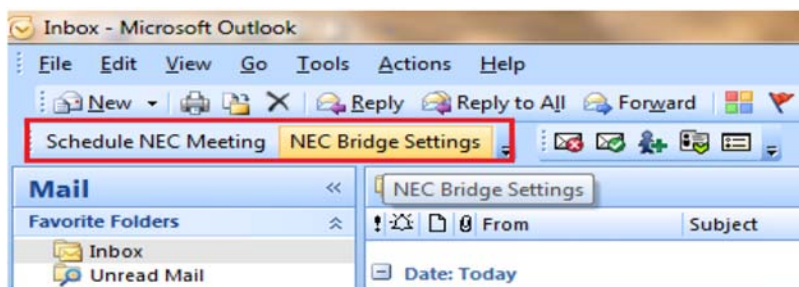 Inbox - Microsoft Outlook
File Edit View Go Tools Actions Help
New Reply Reply to All Forward
Schedule NEC Meeting NEC Bridge Settings
Mail
NEC Bridge Settings
Favorite Folders
From Subject
Inbox
Unread Mail
Date: Today